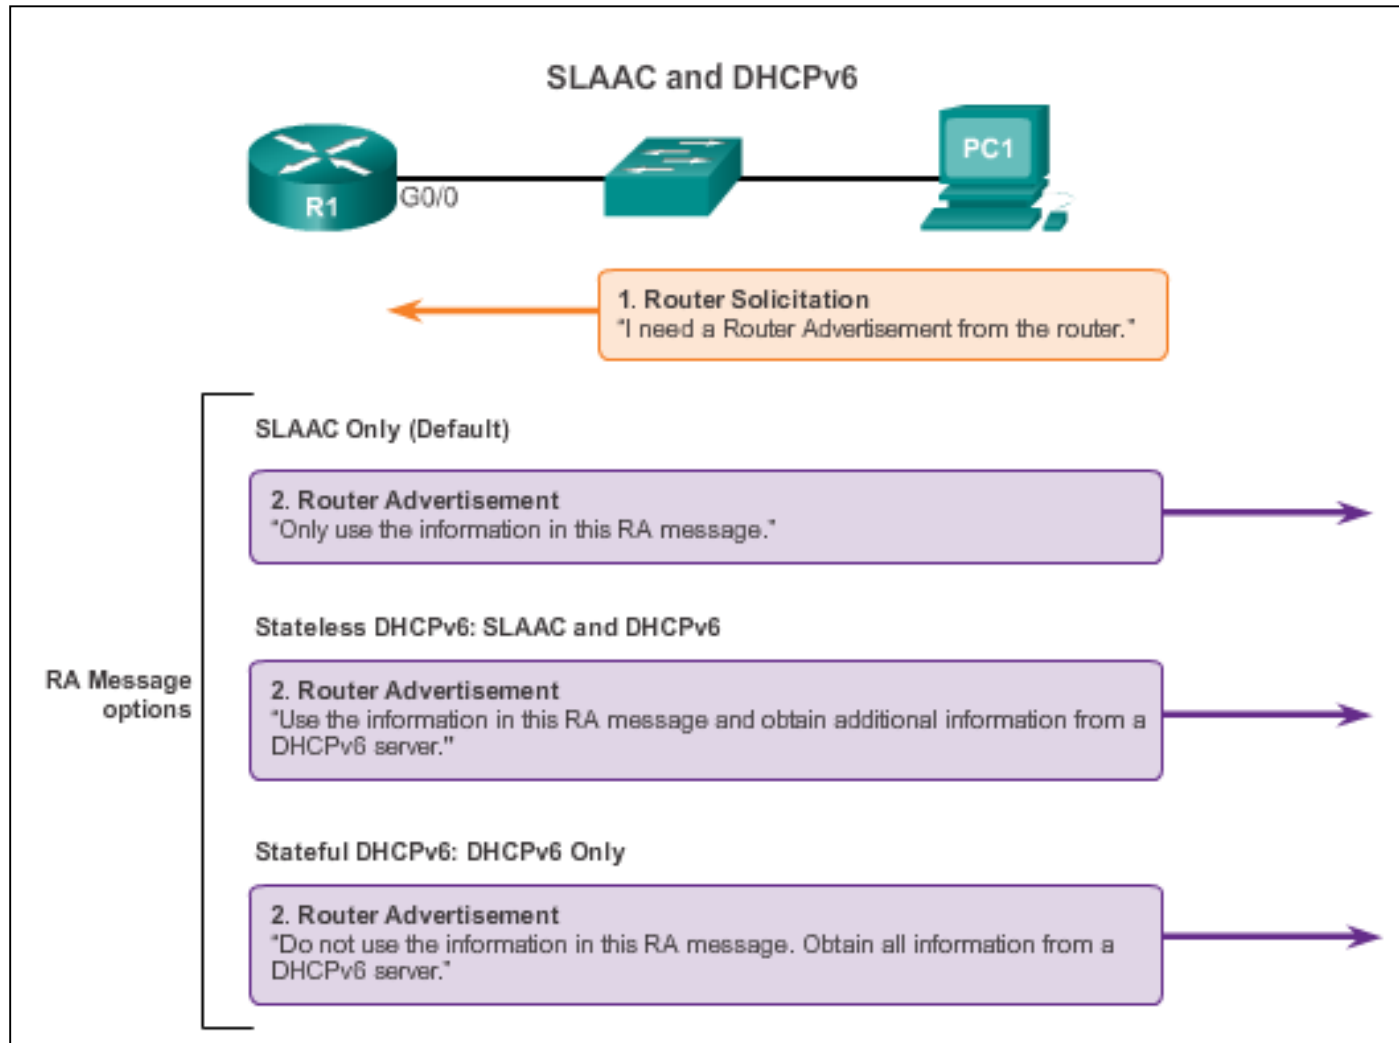 SLAAC and DHCPv6
R1
G0/0
PC1
1. Router Solicitation
"I need a Router Advertisement from the router."
RA Message
options
SLAAC Only (Default)
2. Router Advertisement
"Only use the information in this RA message."
Stateless DHCPv6: SLAAC and DHCPv6
2. Router Advertisement
"Use the information in this RA message and obtain additional information from a
DHCPv6 server."
Stateful DHCPv6: DHCPv6 Only
2. Router Advertisement
"Do not use the information in this RA message. Obtain all information from a
DHCPv6 server."